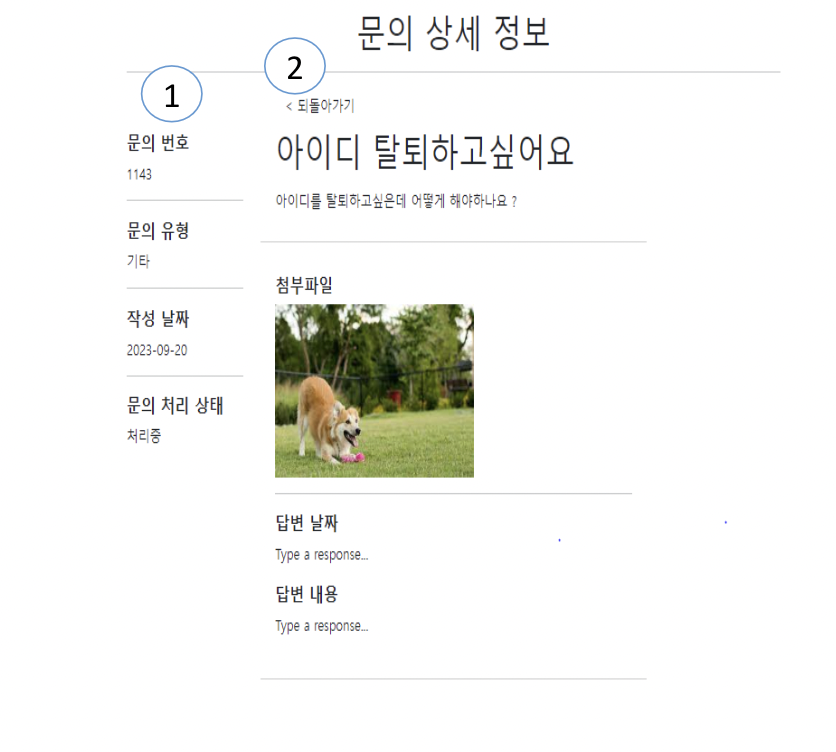 문의 상세 정보
1
문의 번호
1143
문의 유형
기타
작성 날짜
2023-09-20
문의 처리 상태
처리중
2
< 되돌아가기
아이디 탈퇴하고싶어요
아이디를 탈퇴하고싶은데 어떻게 해야하나요 ?
첨부파일
답변 날짜
Type a response...
답변 내용
Type a response...